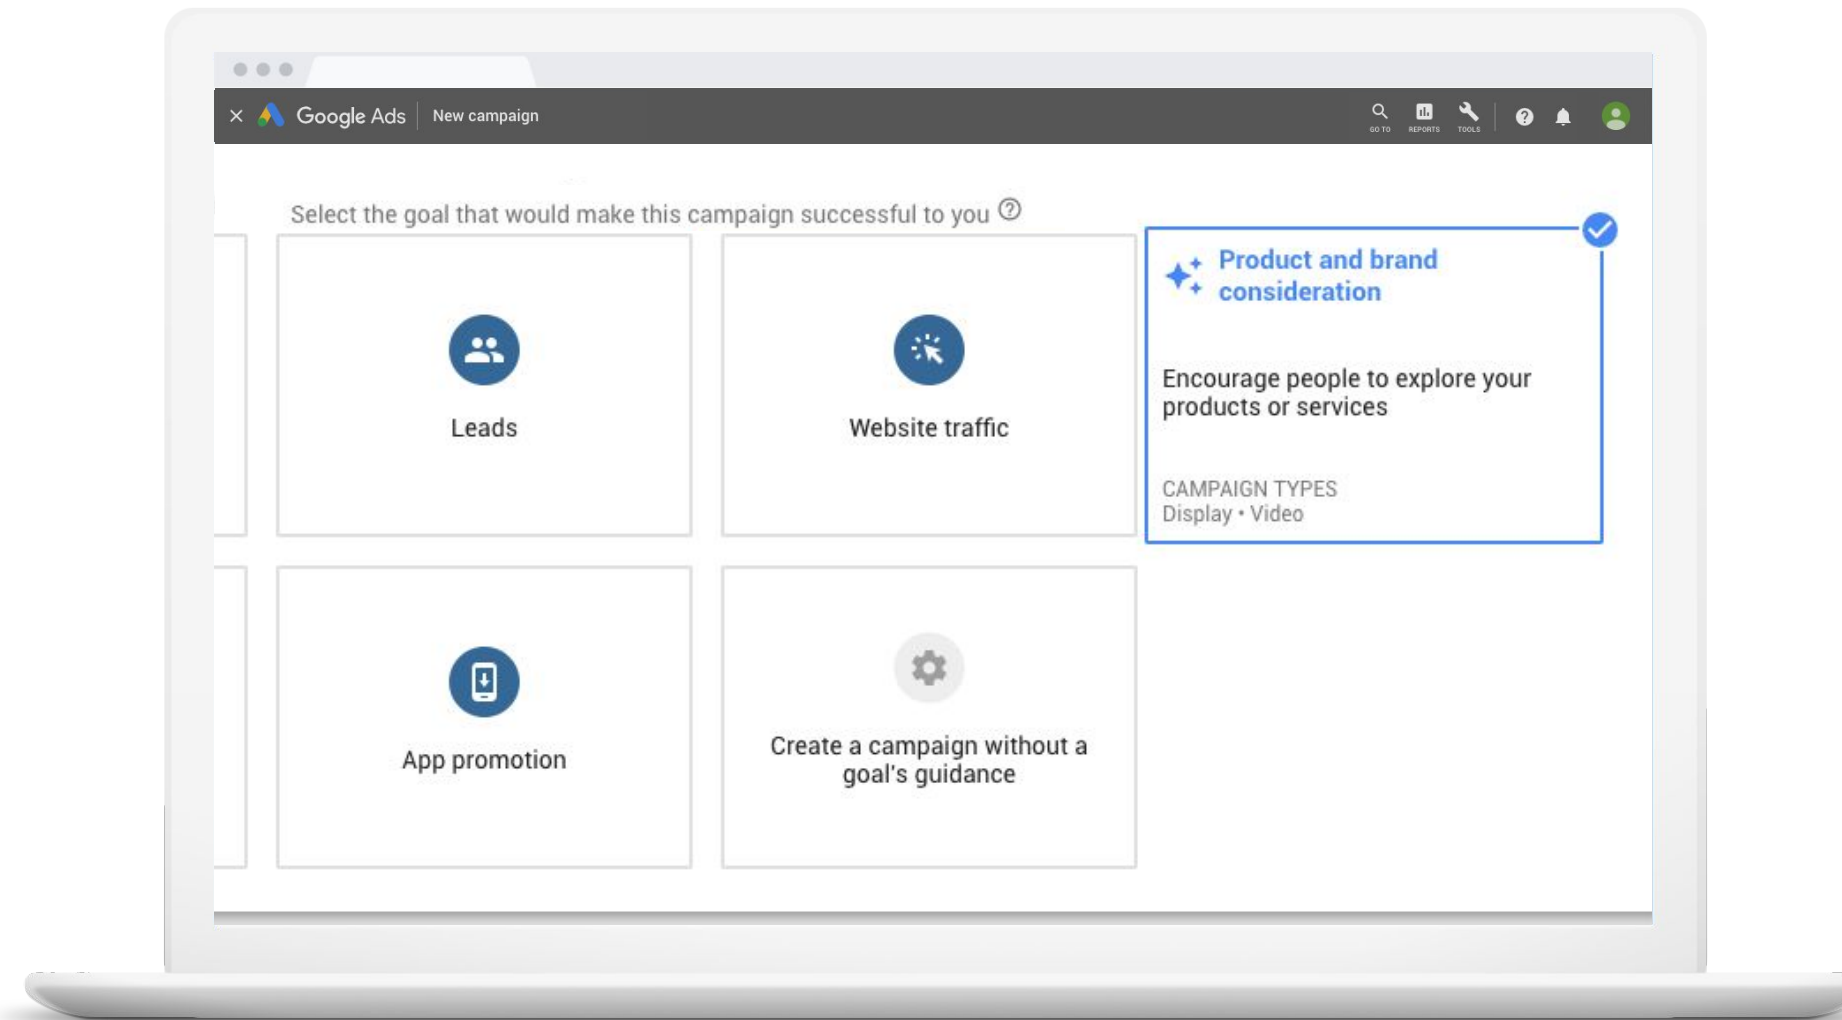 Google Ads
New campaign
GO TO
REPORTS
TOOLS
Select the goal that would make this campaign successful to you
Leads
Website traffic
Product and brand
consideration
Encourage people to explore your
products or services
CAMPAIGN TYPES
Display • Video
App promotion
Create a campaign without a
goal's guidance